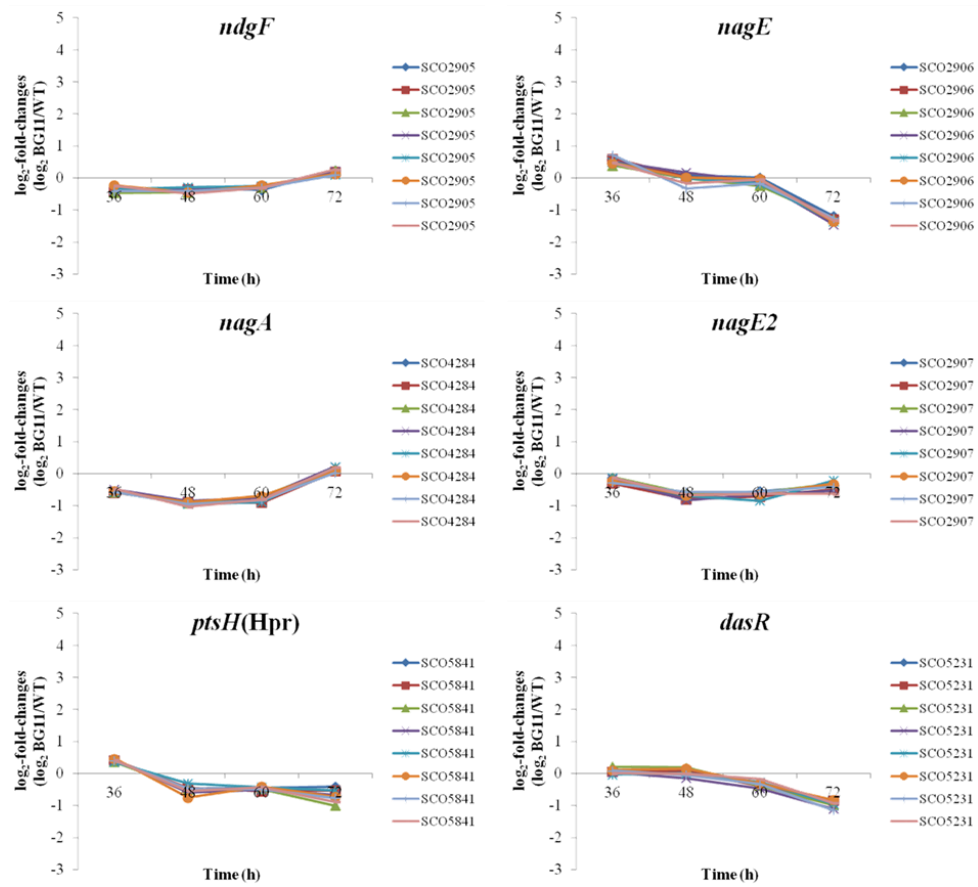 ndgF
log2-fold-changes
(log2 BG11/WT)
5
4
3
2
1
0
-1
-2
-3
36
48
60
72
Time (h)
SCO2905
SCO2905
SCO2905
SCO2905
SCO2905
SCO2905
SCO2905
SCO2905
nagE
log2-fold-changes
(log2 BG11/WT)
5
4
3
2
1
0
-1
-2
-3
36
48
60
72
Time (h)
SCO2906
SCO2906
SCO2906
SCO2906
SCO2906
SCO2906
SCO2906
SCO2906
nagA
log2-fold-changes
(log2 BG11/WT)
5
4
3
2
1
0
-1
-2
-3
36
48
60
72
Time (h)
SCO4284
SCO4284
SCO4284
SCO4284
SCO4284
SCO4284
SCO4284
SCO4284
nagE2
log2-fold-changes
(log2 BG11/WT)
5
4
3
2
1
0
-1
-2
-3
36
48
60
72
Time (h)
SCO2907
SCO2907
SCO2907
SCO2907
SCO2907
SCO2907
SCO2907
SCO2907
ptsH(Hpr)
log2-fold-changes
(log2 BG11/WT)
5
4
3
2
1
0
-1
-2
-3
36
48
60
72
Time (h)
SCO5841
SCO5841
SCO5841
SCO5841
SCO5841
SCO5841
SCO5841
SCO5841
dasR
log2-fold-changes
(log2 BG11/WT)
5
4
3
2
1
0
-1
-2
-3
36
48
60
72
Time (h)
SCO5231
SCO5231
SCO5231
SCO5231
SCO5231
SCO5231
SCO5231
SCO5231